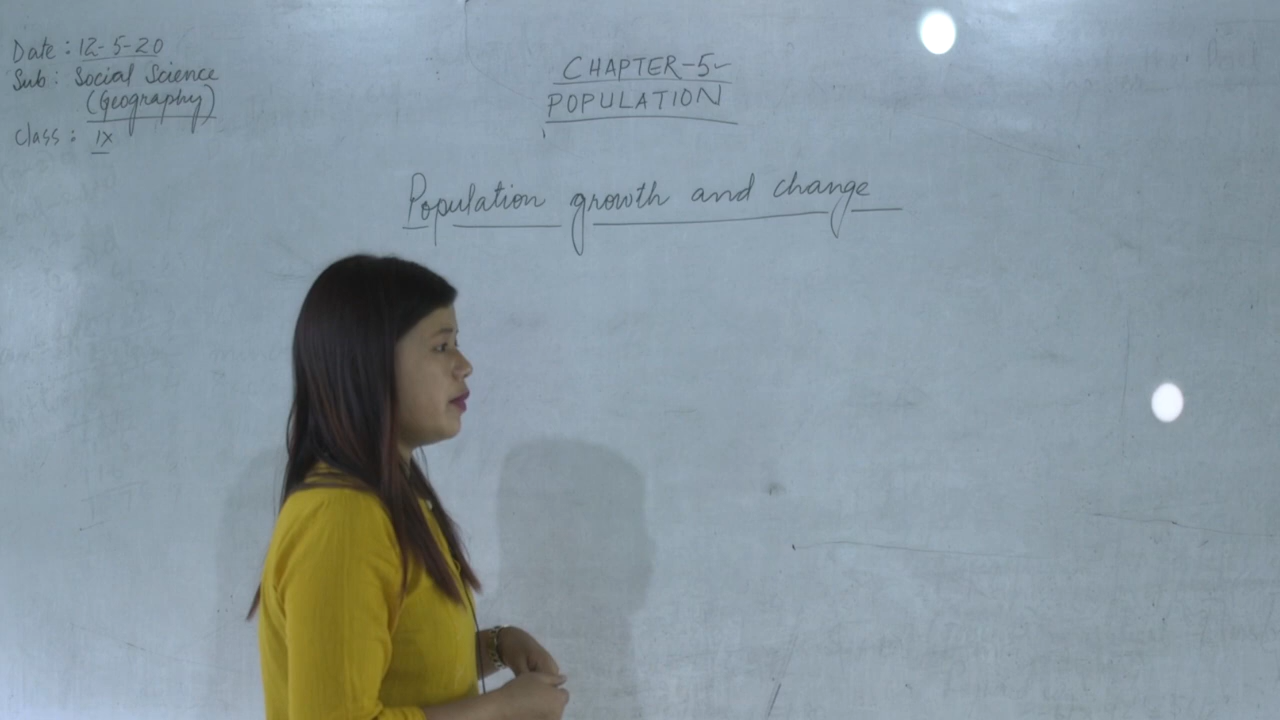 Date : 12-5-20
Sub : Social Science
(Geography)
Class : IX
CHAPTER-5
POPULATION
Population growth and change